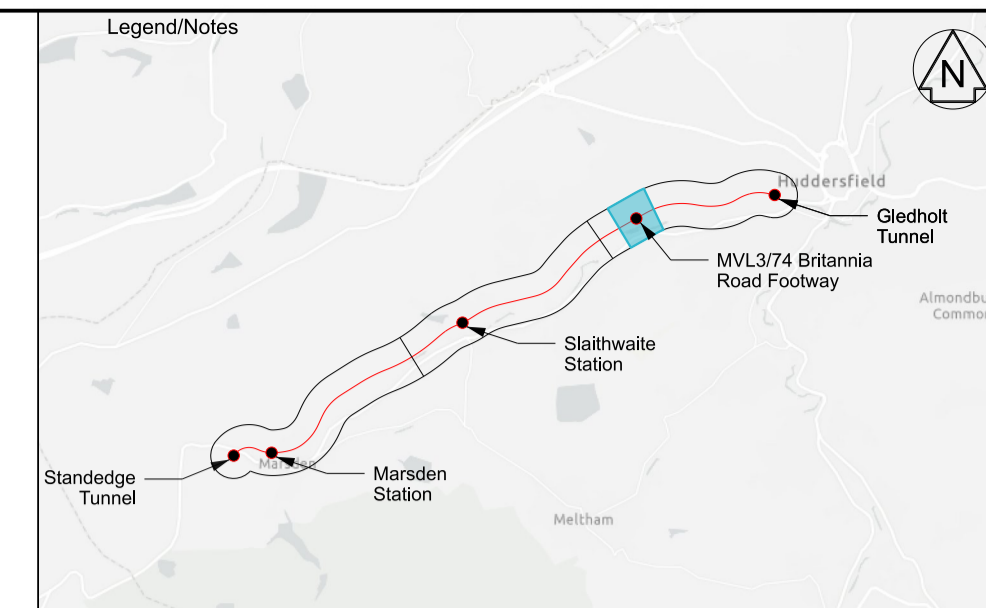 Legend/Notes
N
Huddersfield
Gledholt
Tunnel
MVL3/74 Britannia
Road Footway
Almondbu
Common
Slaithwaite
Station
Standedge
Tunnel
Marsden
Marsden
Station
Meltham